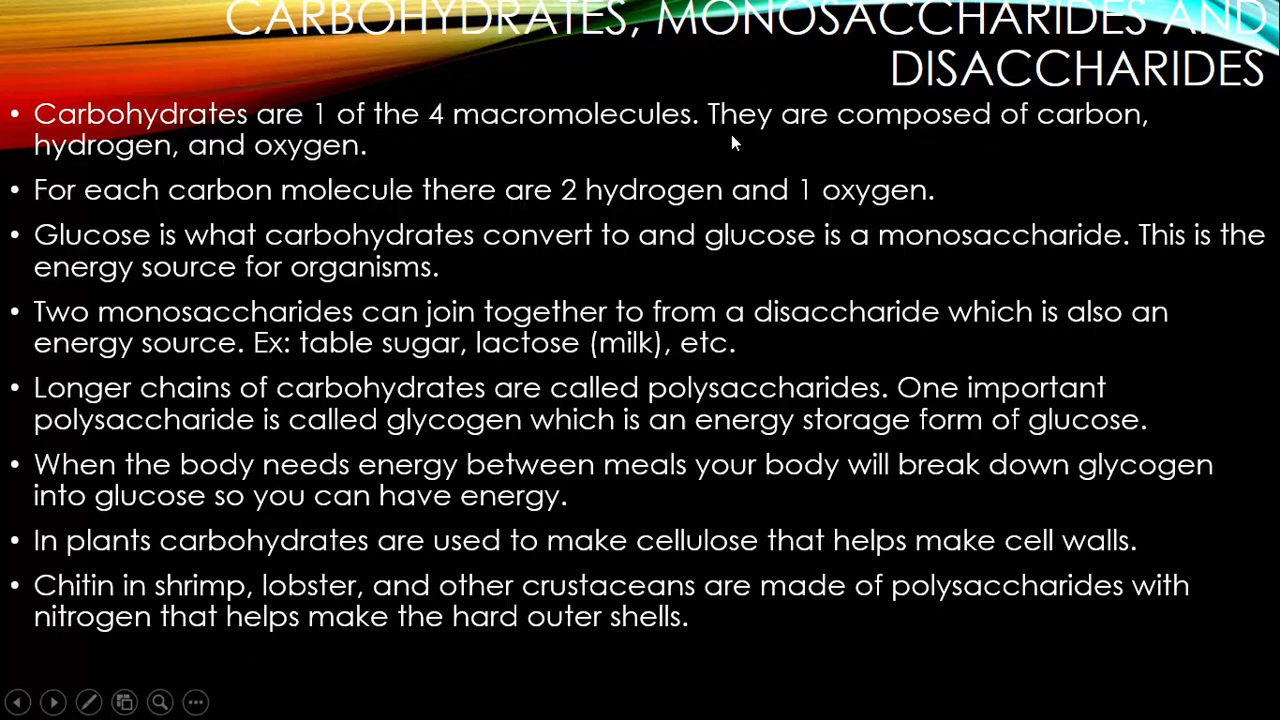 CARBOHYDRATES, MONOSACCHARIDES AND
DISACCHARIDES
• Carbohydrates are 1 of the 4 macromolecules. They are composed of carbon,
hydrogen, and oxygen.
• For each carbon molecule there are 2 hydrogen and 1 oxygen.
• Glucose is what carbohydrates convert to and glucose is a monosaccharide. This is the
energy source for organisms.
• Two monosaccharides can join together to from a disaccharide which is also an
energy source. Ex: table sugar, lactose (milk), etc.
• Longer chains of carbohydrates are called polysaccharides. One important
polysaccharide is called glycogen which is an energy storage form of glucose.
• When the body needs energy between meals your body will break down glycogen
into glucose so you can have energy.
• In plants carbohydrates are used to make cellulose that helps make cell walls.
• Chitin in shrimp, lobster, and other crustaceans are made of polysaccharides with
nitrogen that helps make the hard outer shells.